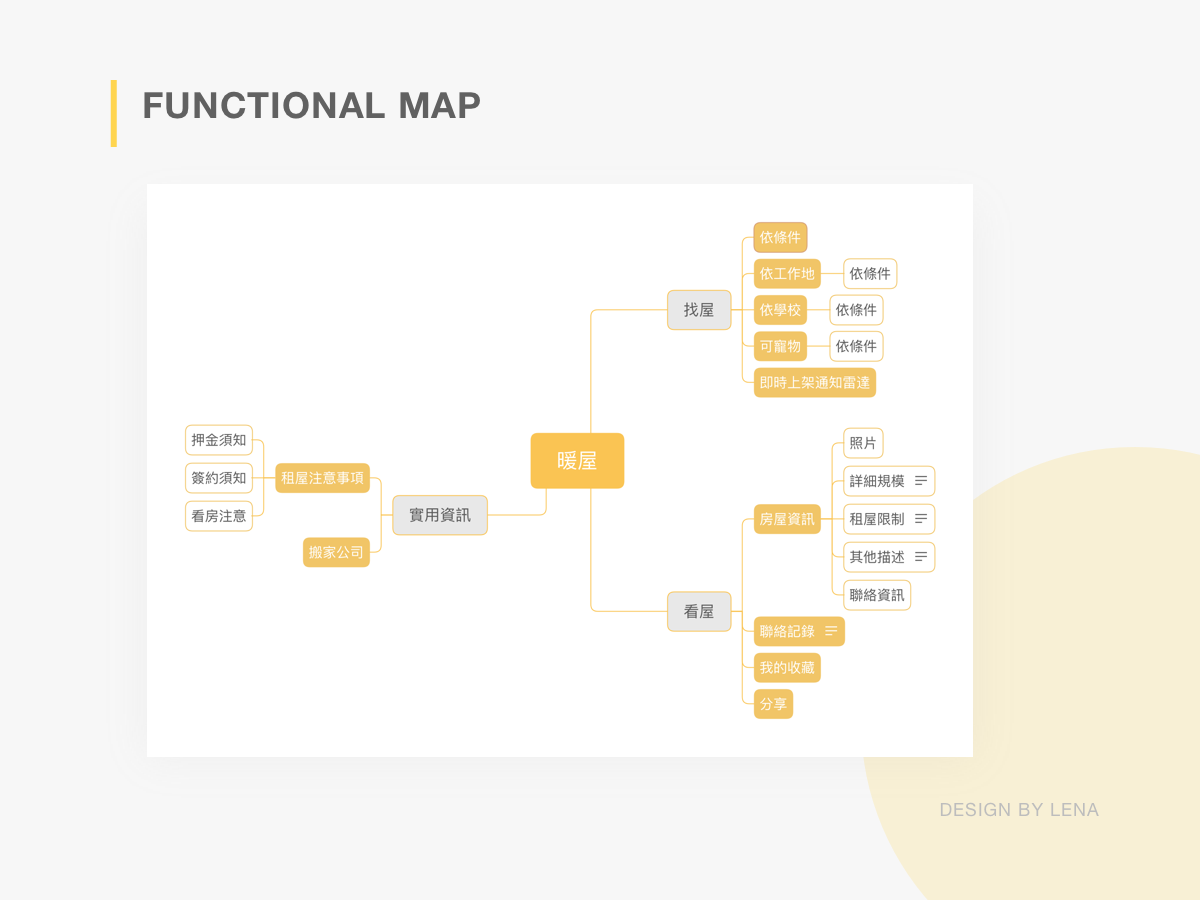 FUNCTIONAL MAP
暖屋
找屋
依條件
依工作地
依條件
依學校
依條件
可寵物
依條件
即時上架通知雷達
看屋
房屋資訊
照片
詳細規模
租屋限制
其他描述
聯絡資訊
聯絡記錄
我的收藏
分享
實用資訊
租屋注意事項
押金須知
簽約須知
看房注意
搬家公司
DESIGN BY LENA